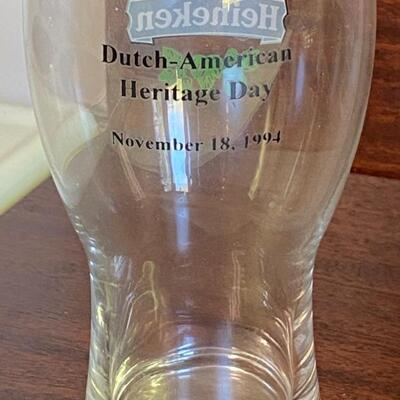 Heineken
Dutch-American
Heritage Day
November 18, 1994